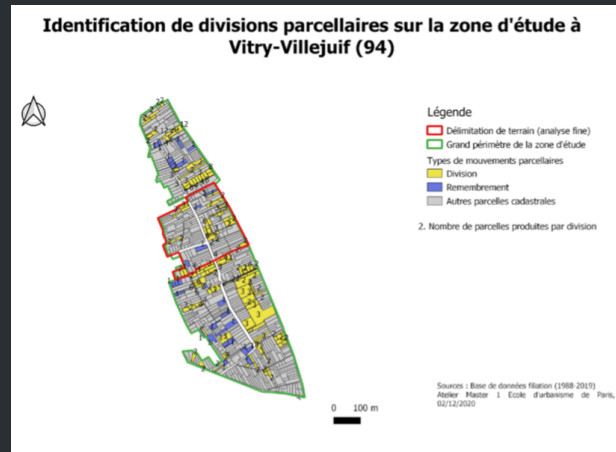 Identification de divisions parcellaires sur la zone d'étude à
Vitry-Villejuif (94)
Légende
Délimitation de terrain (analyse fine)
Grand périmètre de la zone d'étude
Types de mouvements parcellaires
Division
Remembrement
Autres parcelles cadastrales
2. Nombre de parcelles produites par division
Sources : Base de données filiation (1988-2019)
Atelier Master 1 Ecole d'urbanisme de Paris,
02/12/2020
0 100 m